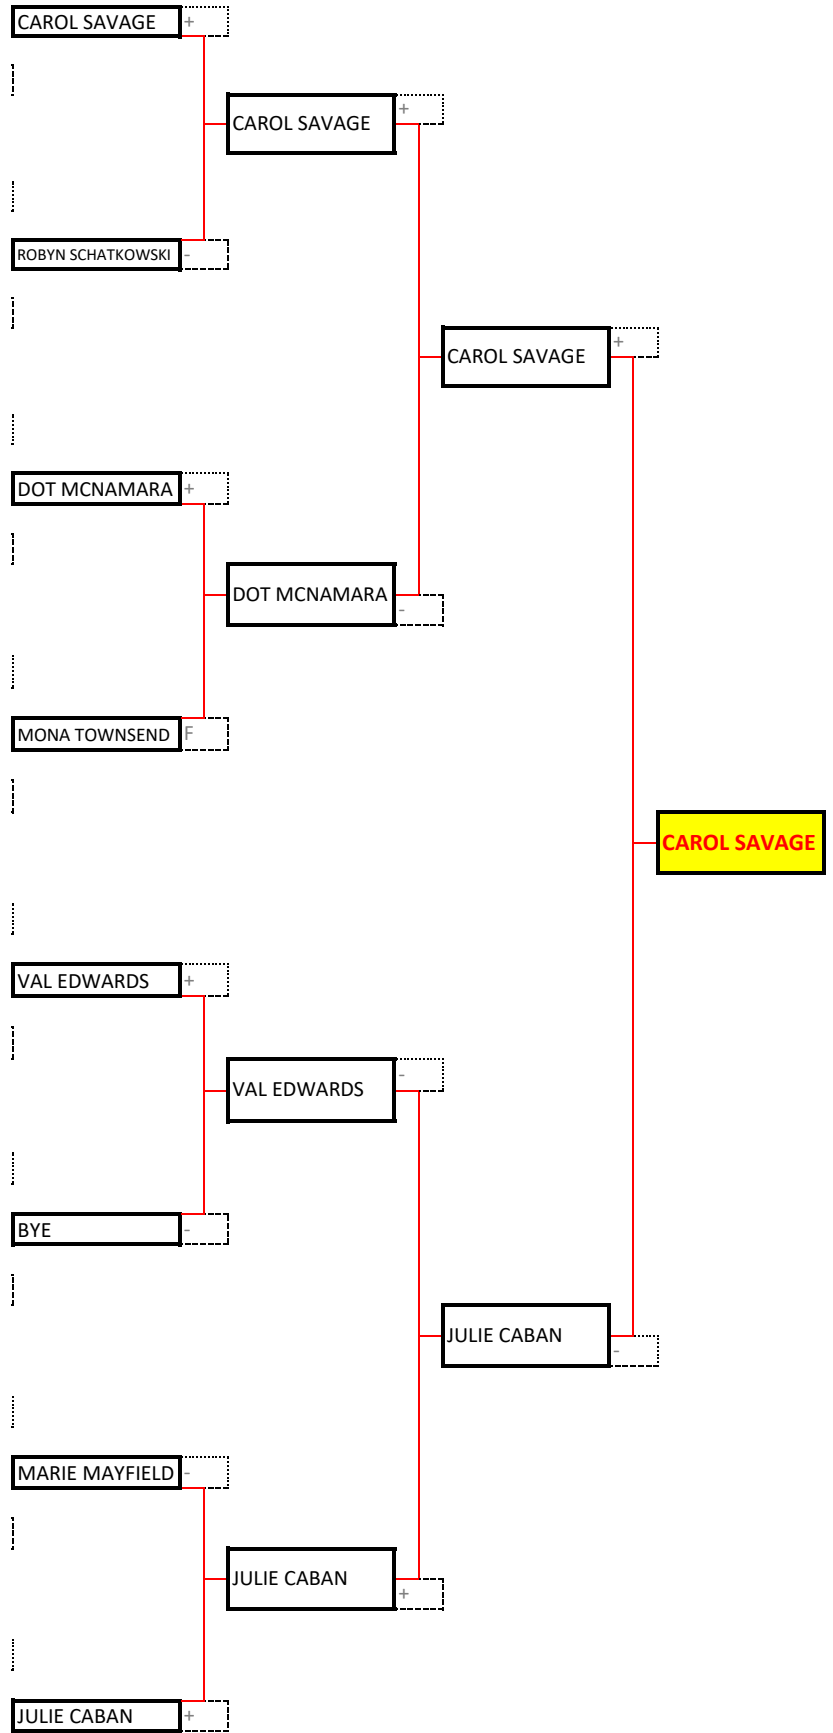 CAROL SAVAGE +
CAROL SAVAGE +
ROBYN SCHATKOWSKI -
CAROL SAVAGE +
DOT MCNAMARA +
DOT MCNAMARA -
MONA TOWNSEND F
CAROL SAVAGE
VAL EDWARDS +
VAL EDWARDS -
BYE -
JULIE CABAN -
MARIE MAYFIELD -
JULIE CABAN +
JULIE CABAN +